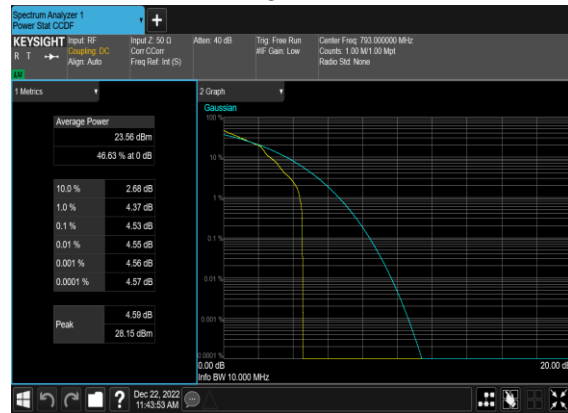 Spectrum Analyzer 1
Power Stat CCDF
KEYSIGHT
R T
LXI
Input: RF
Coupling: DC
Align: Auto
Input Z: 50 Ω
Corr CCorr
Freq Ref: Int (S)
Atten: 40 dB
Trig: Free Run
#IF Gain: Low
Center Freq: 793.000000 MHz
Counts: 1.00 M/1.00 Mpt
Radio Std: None
1 Metrics
Average Power
23.56 dBm
46.63 % at 0 dB
10.0 % 2.68 dB
1.0 % 4.37 dB
0.1 % 4.53 dB
0.01 % 4.55 dB
0.001 % 4.56 dB
0.0001 % 4.57 dB
Peak
4.59 dB
28.15 dBm
2 Graph
Gaussian
100 %
10 %
1 %
0.1 %
0.01 %
0.001 %
0.0001 %
0.00 dB
20.00 dB
Info BW 10.000 MHz
?
Dec 22, 2022
11:43:53 AM